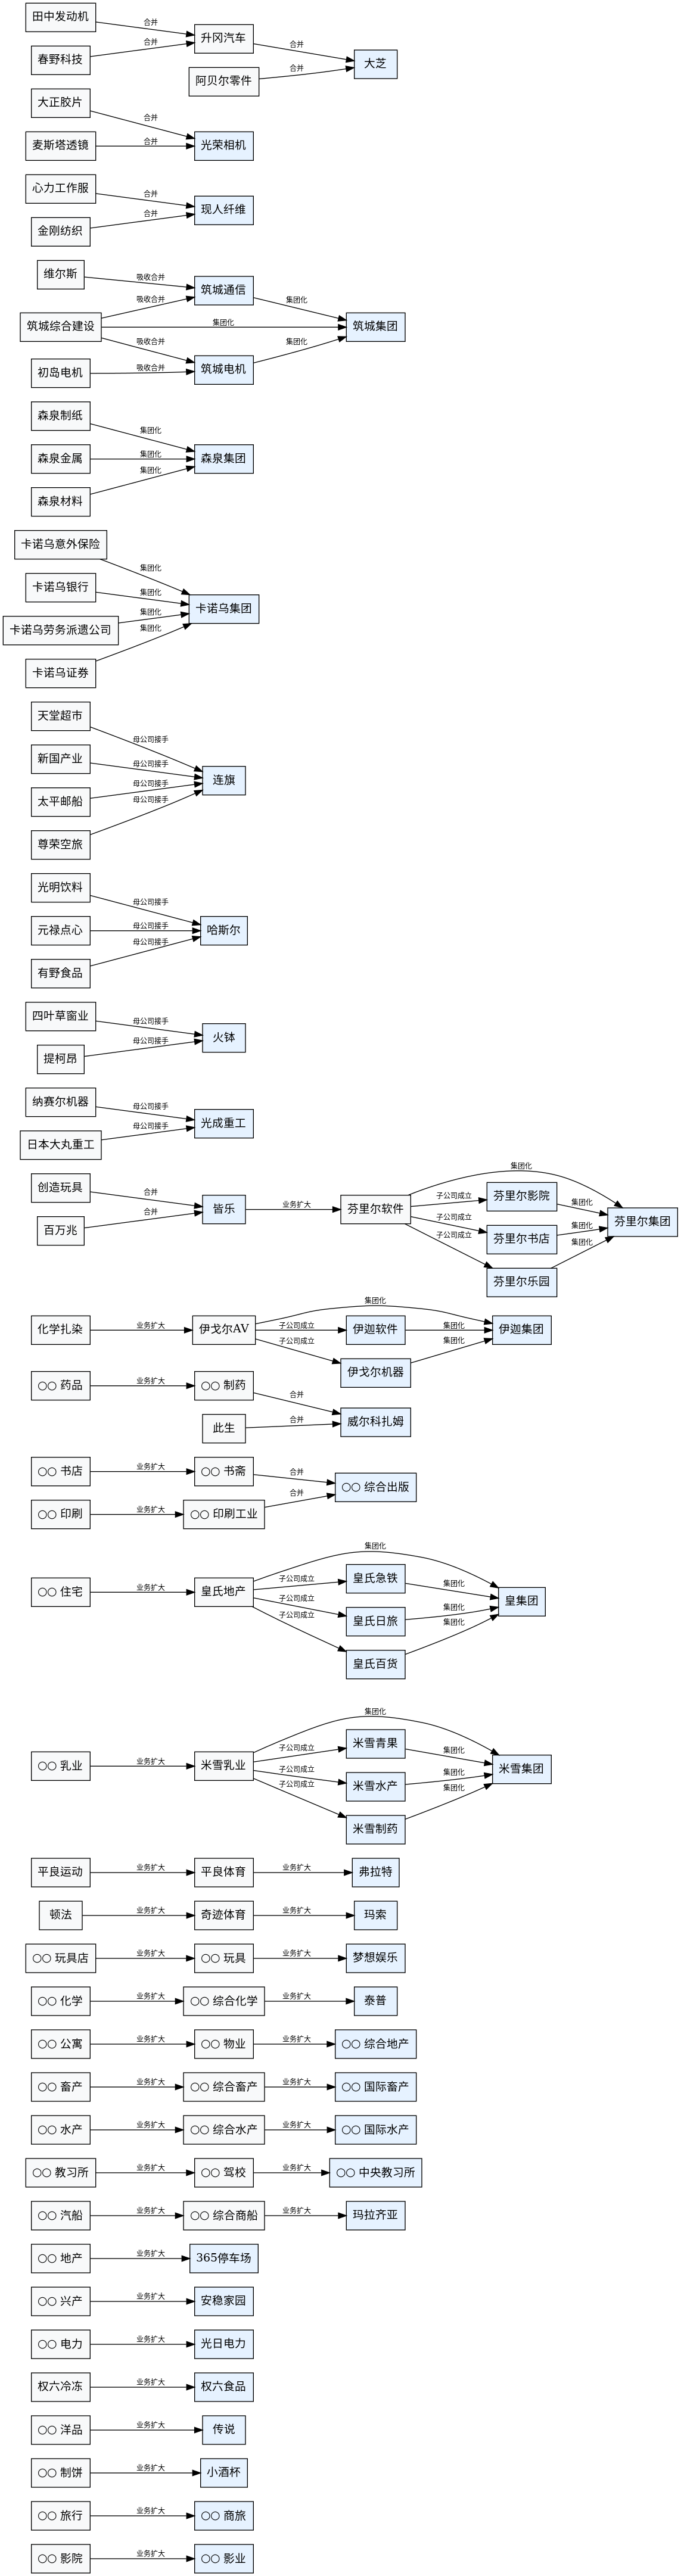 田中发动机
合并
升冈汽车
合并
春野科技
合并
大芝
阿贝尔零件
合并
大正胶片
合并
麦斯塔透镜
合并
光荣相机
心力工作服
合并
现人纤维
金刚纺织
合并
维尔斯
吸收合并
筑城通信
吸收合并
集团化
筑城综合建设
集团化
筑城集团
吸收合并
集团化
初岛电机
吸收合并
筑城电机
森泉制纸
集团化
森泉金属
集团化
森泉集团
集团化
森泉材料
卡诺乌意外保险
集团化
卡诺乌银行
集团化
卡诺乌集团
集团化
卡诺乌劳务派遣公司
集团化
卡诺乌证券
天堂超市
母公司接手
新国产业
母公司接手
连旗
太平邮船
母公司接手
母公司接手
尊荣空旅
光明饮料
母公司接手
元禄点心
母公司接手
哈斯尔
母公司接手
有野食品
四叶草窗业
母公司接手
火钵
母公司接手
提柯昂
纳赛尔机器
母公司接手
光成重工
母公司接手
日本大丸重工
创造玩具
合并
皆乐
业务扩大
芬里尔软件
集团化
子公司成立
芬里尔影院
集团化
百万兆
合并
子公司成立
芬里尔书店
集团化
芬里尔集团
子公司成立
集团化
芬里尔乐园
化学扎染
业务扩大
伊戈尔AV
集团化
子公司成立
伊迦软件
集团化
伊迦集团
子公司成立
集团化
伊戈尔机器
○○ 药品
业务扩大
○○ 制药
合并
威尔科扎姆
此生
合并
○○ 书店
业务扩大
○○ 书斋
合并
○○ 综合出版
○○ 印刷
业务扩大
○○ 印刷工业
合并
○○ 住宅
业务扩大
皇氏地产
集团化
子公司成立
皇氏急铁
集团化
皇集团
子公司成立
皇氏日旅
集团化
子公司成立
集团化
皇氏百货
○○ 乳业
业务扩大
米雪乳业
集团化
子公司成立
米雪青果
集团化
米雪集团
子公司成立
米雪水产
集团化
子公司成立
集团化
米雪制药
平良运动
业务扩大
平良体育
业务扩大
弗拉特
顿法
业务扩大
奇迹体育
业务扩大
玛索
○○ 玩具店
业务扩大
○○ 玩具
业务扩大
梦想娱乐
○○ 化学
业务扩大
○○ 综合化学
业务扩大
泰普
○○ 公寓
业务扩大
○○ 物业
业务扩大
○○ 综合地产
○○ 畜产
业务扩大
○○ 综合畜产
业务扩大
○○ 国际畜产
○○ 水产
业务扩大
○○ 综合水产
业务扩大
○○ 国际水产
○○ 教习所
业务扩大
○○ 驾校
业务扩大
○○ 中央教习所
○○ 汽船
业务扩大
○○ 综合商船
业务扩大
玛拉齐亚
○○ 地产
业务扩大
365停车场
○○ 兴产
业务扩大
安稳家园
○○ 电力
业务扩大
光日电力
权六冷冻
业务扩大
权六食品
○○ 洋品
业务扩大
传说
○○ 制饼
业务扩大
小酒杯
○○ 旅行
业务扩大
○○ 商旅
○○ 影院
业务扩大
○○ 影业